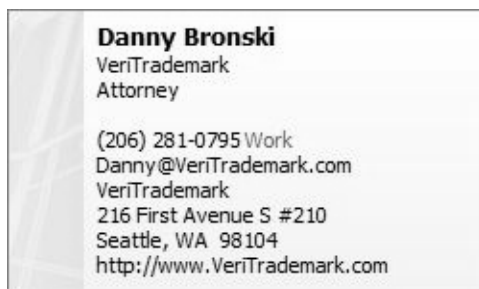 Danny Bronski
VeriTrademark
Attorney
(206) 281-0795 Work
Danny@VeriTrademark.com
VeriTrademark
216 First Avenue S #210
Seattle, WA 98104
http://www.VeriTrademark.com